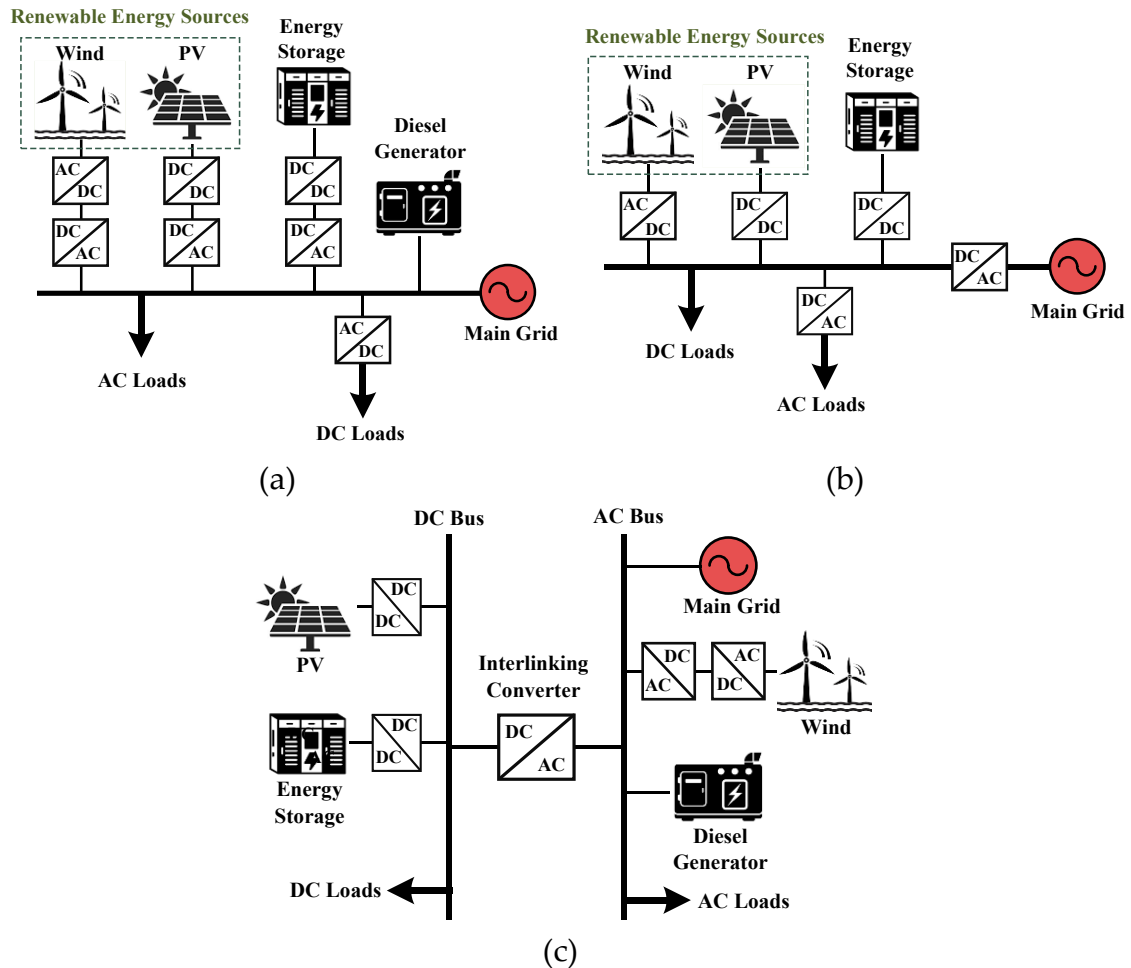 Renewable Energy Sources
Wind
PV
Energy
Storage
Diesel
Generator
AC
DC
DC
DC
DC
DC
DC
AC
DC
AC
DC
AC
Main Grid
AC
DC
AC Loads
DC Loads
(a)
Renewable Energy Sources
Wind
PV
Energy
Storage
AC
DC
DC
DC
DC
DC
DC
AC
Main Grid
DC
AC
DC Loads
AC Loads
(b)
DC Bus
AC Bus
DC
DC
PV
Main Grid
Interlinking
Converter
DC
AC
AC
DC
Wind
DC
DC
Energy
Storage
DC
AC
Diesel
Generator
DC Loads
AC Loads
(c)